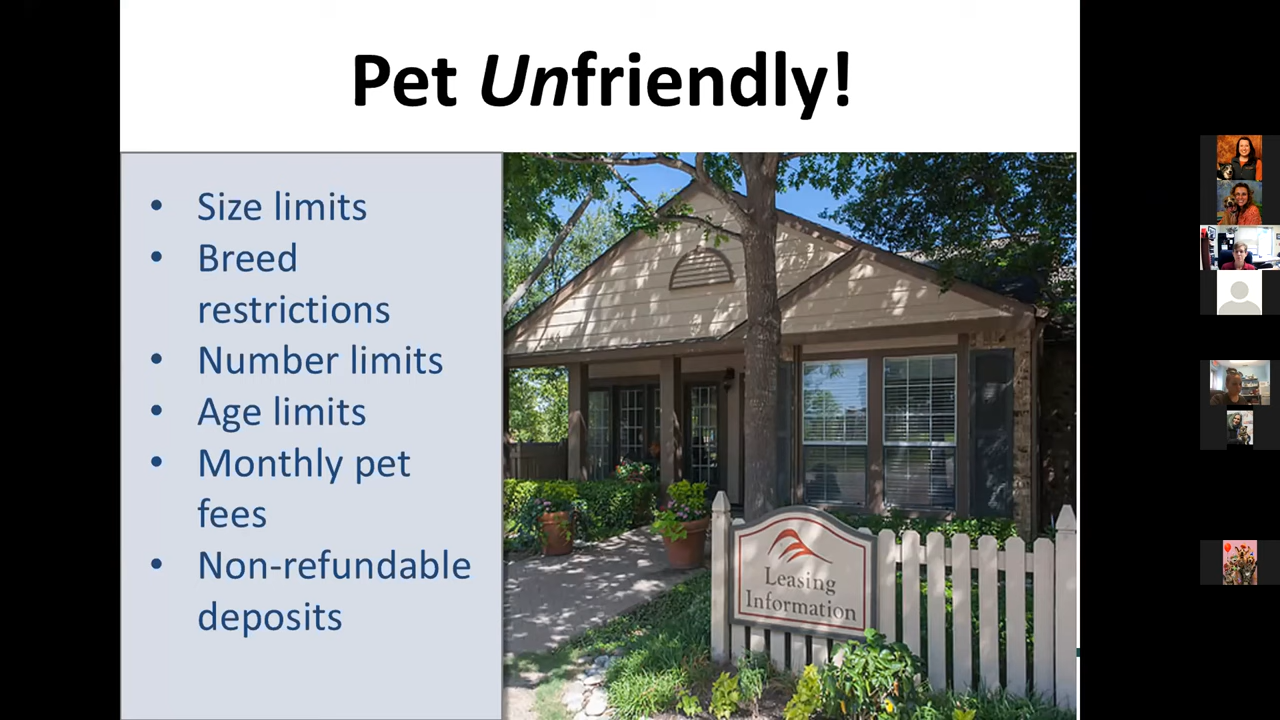 Pet Unfriendly!
• Size limits
• Breed
restrictions
• Number limits
• Age limits
• Monthly pet
fees
• Non-refundable
deposits
Leasing
Information